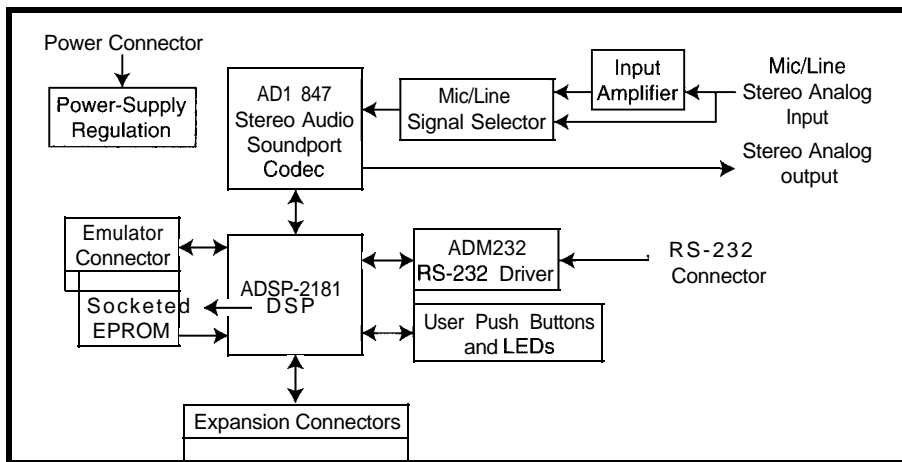 Power Connector
Power-Supply
Regulation
AD1 847
Stereo Audio
Soundport
Codec
Mic/Line
Signal Selector
Input
Amplifier
Mic/Line
Stereo Analog
Input
Stereo Analog
output
Emulator
Connector
Socketed
EPROM
ADSP-2181
DSP
ADM232
RS-232 Driver
RS-232
Connector
User Push Buttons
and LEDs
Expansion Connectors